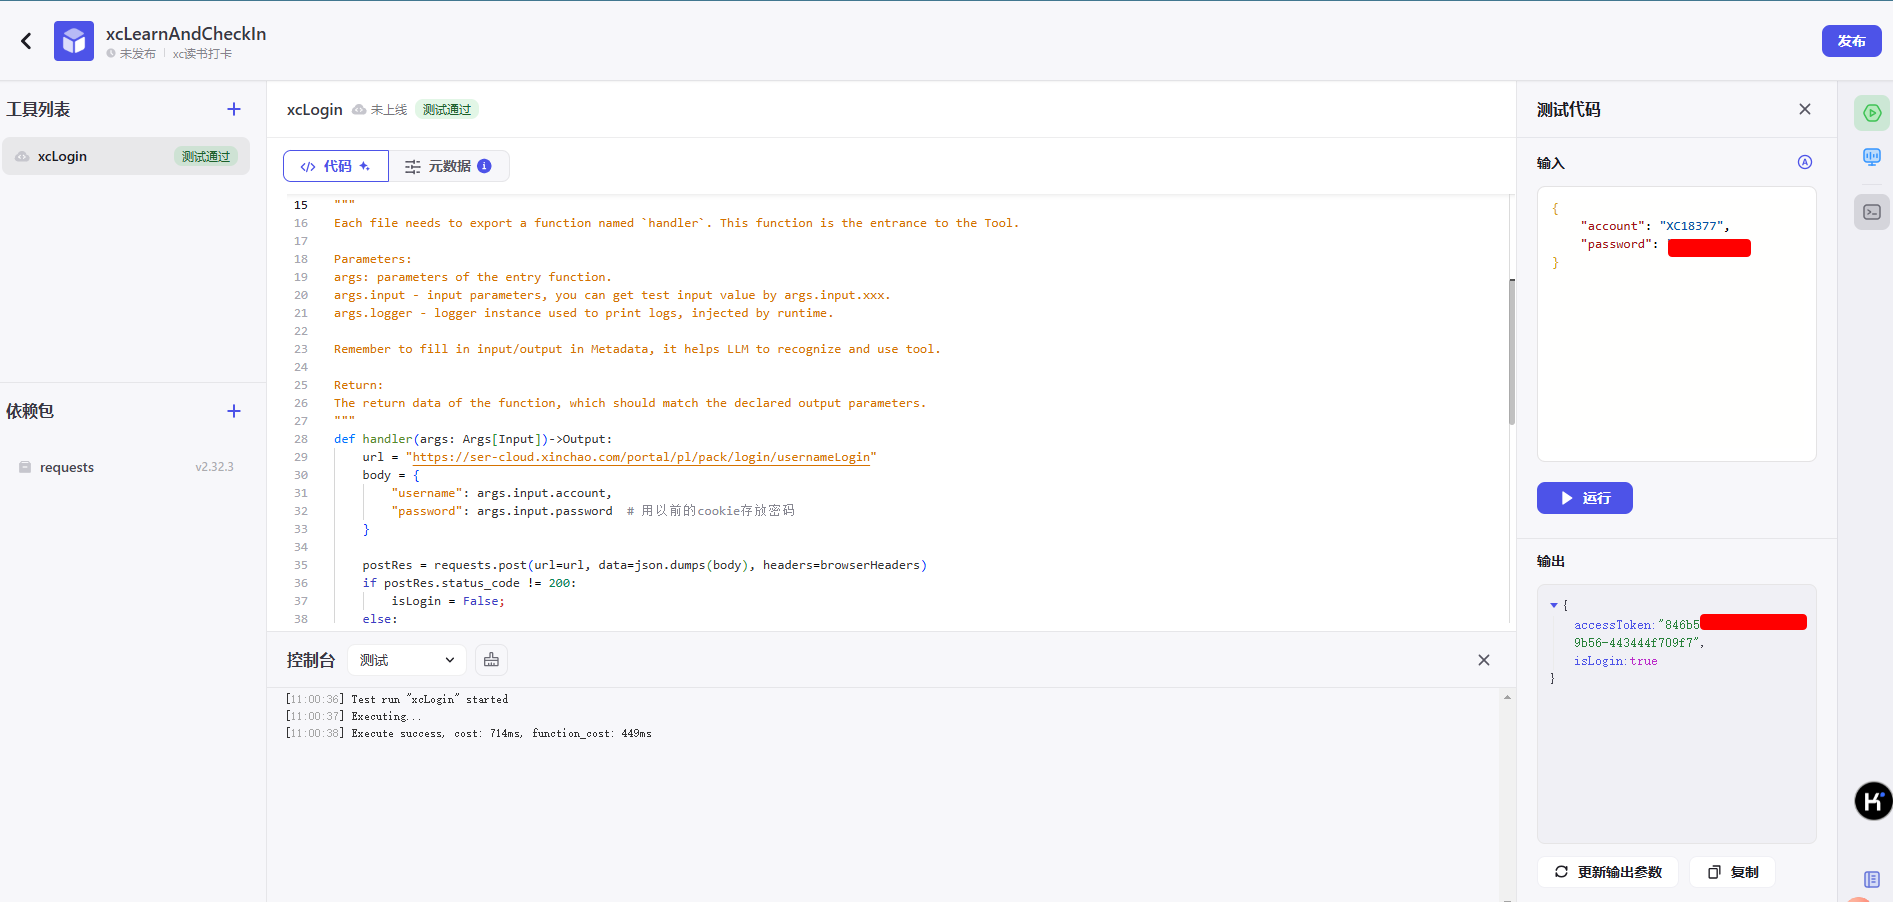 xcLearnAndCheckIn
未发布 xc读书打卡
发布
工具列表
xcLogin 测试通过
依赖包
requests v2.32.3
xcLogin 未上线 测试通过
代码 元数据
15 """
16 Each file needs to export a function named `handler`. This function is the entrance to the Tool.
17
18 Parameters:
19 args: parameters of the entry function.
20 args.input - input parameters, you can get test input value by args.input.xxx.
21 args.logger - logger instance used to print logs, injected by runtime.
22
23 Remember to fill in input/output in Metadata, it helps LLM to recognize and use tool.
24
25 Return:
26 The return data of the function, which should match the declared output parameters.
27 """
28 def handler(args: Args[Input])->Output:
29 url = "https://ser-cloud.xinchao.com/portal/pl/pack/login/usernameLogin"
30 body = {
31 "username": args.input.account,
32 "password": args.input.password # 用以前的cookie存放密码
33 }
34
35 postRes = requests.post(url=url, data=json.dumps(body), headers=browserHeaders)
36 if postRes.status_code != 200:
37 isLogin = False;
38 else:
控制台 测试
[11:00:36] Test run "xcLogin" started
[11:00:37] Executing...
[11:00:38] Execute success, cost: 714ms, function_cost: 449ms
测试代码
输入
{
"account": "XC18377",
"password":
}
运行
输出
{
accessToken:"846b5
9b56-443444f709f7",
isLogin:true
}
更新输出参数 复制